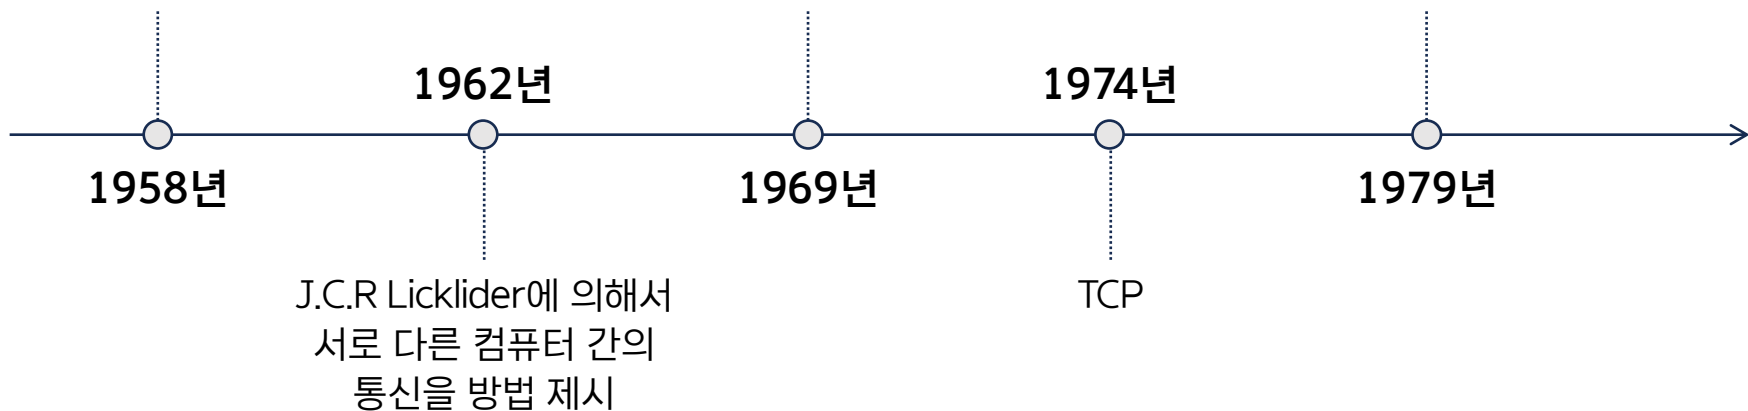 1962년
1974년
1958년
1969년
1979년
J.C.R Licklider에 의해서
서로 다른 컴퓨터 간의
통신을 방법 제시
TCP